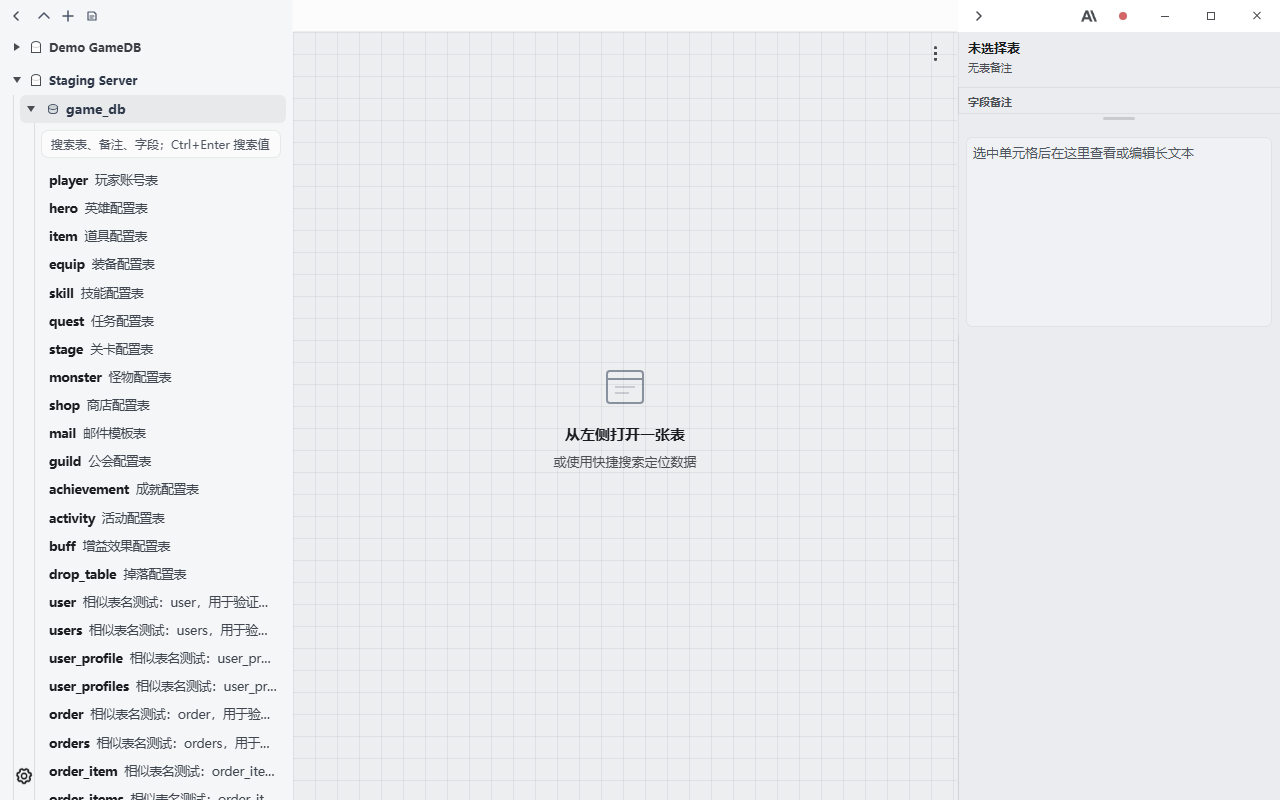 Demo GameDB
Staging Server
game_db
搜索表、备注、字段；Ctrl+Enter 搜索值
player 玩家账号表
hero 英雄配置表
item 道具配置表
equip 装备配置表
skill 技能配置表
quest 任务配置表
stage 关卡配置表
monster 怪物配置表
shop 商店配置表
mail 邮件模板表
guild 公会配置表
achievement 成就配置表
activity 活动配置表
buff 增益效果配置表
drop_table 掉落配置表
user 相似表名测试：user，用于验证...
users 相似表名测试：users，用于验...
user_profile 相似表名测试：user_pr...
user_profiles 相似表名测试：user_pr...
order 相似表名测试：order，用于验...
orders 相似表名测试：orders，用于...
order_item 相似表名测试：order_ite...
order_items 相似表名测试：order_it...
从左侧打开一张表
或使用快捷搜索定位数据
未选择表
无表备注
字段备注
选中单元格后在这里查看或编辑长文本